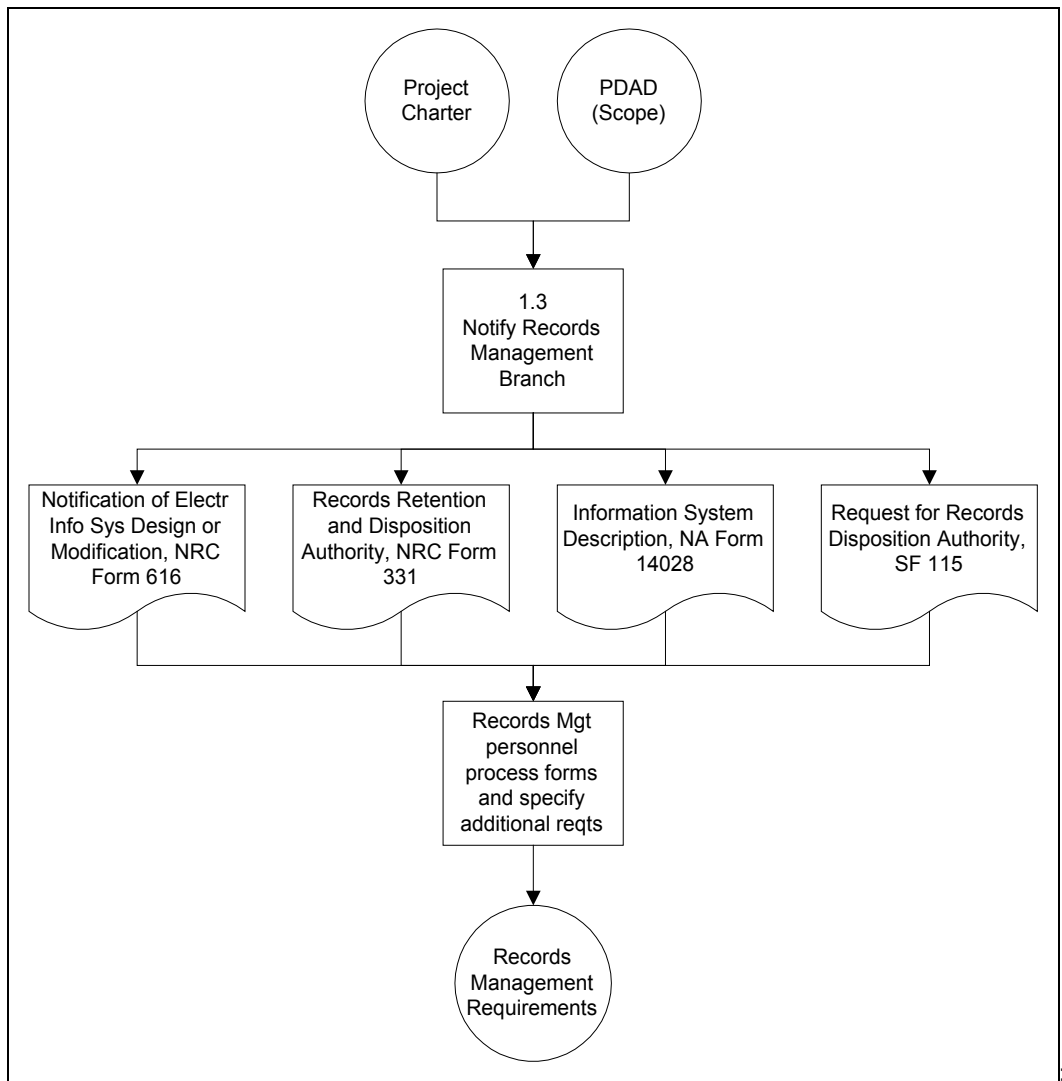 Project
Charter
PDAD
(Scope)
1.3
Notify Records
Management
Branch
Notification of Electr
Info Sys Design or
Modification, NRC
Form 616
Records Retention
and Disposition
Authority, NRC Form
331
Information System
Description, NA Form
14028
Request for Records
Disposition Authority,
SF 115
Records Mgt
personnel
process forms
and specify
additional reqts
Records
Management
Requirements